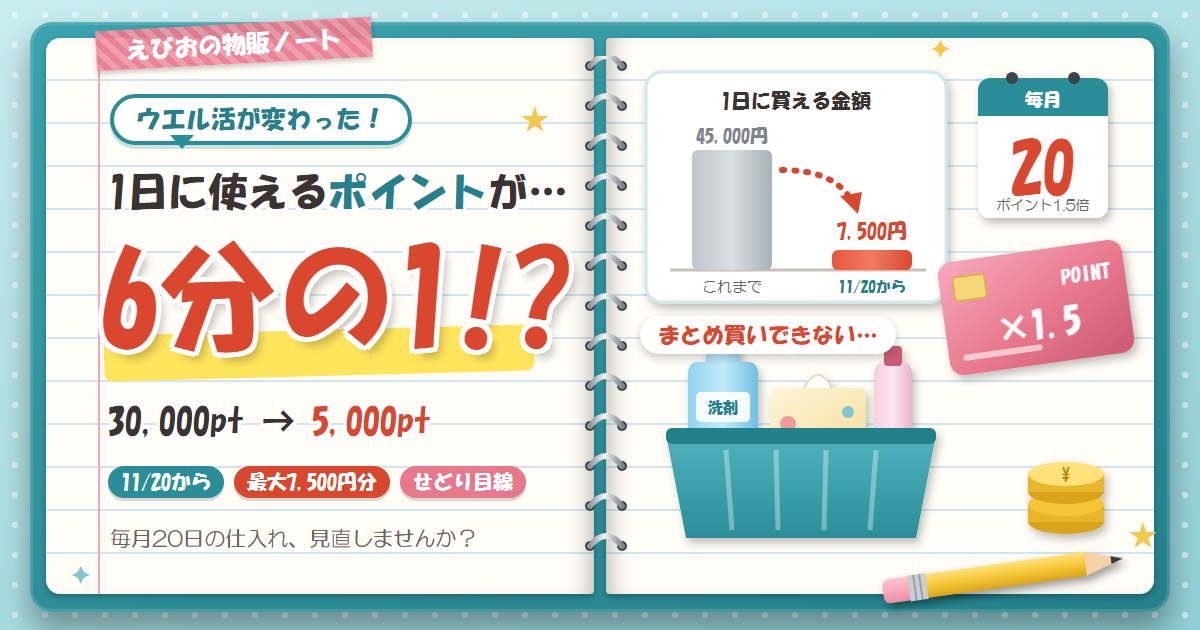 えびおの物販ノート
ウエル活が変わった！
1日に使えるポイントが…
6分の1!?
30,000pt → 5,000pt
11/20から
最大7,500円分
せどり目線
毎月20日の仕入れ、見直しませんか？
1日に買える金額
45,000円
7,500円
これまで
11/20から
毎月
20
ポイント1.5倍
POINT
×1.5
まとめ買いできない…
洗剤
¥